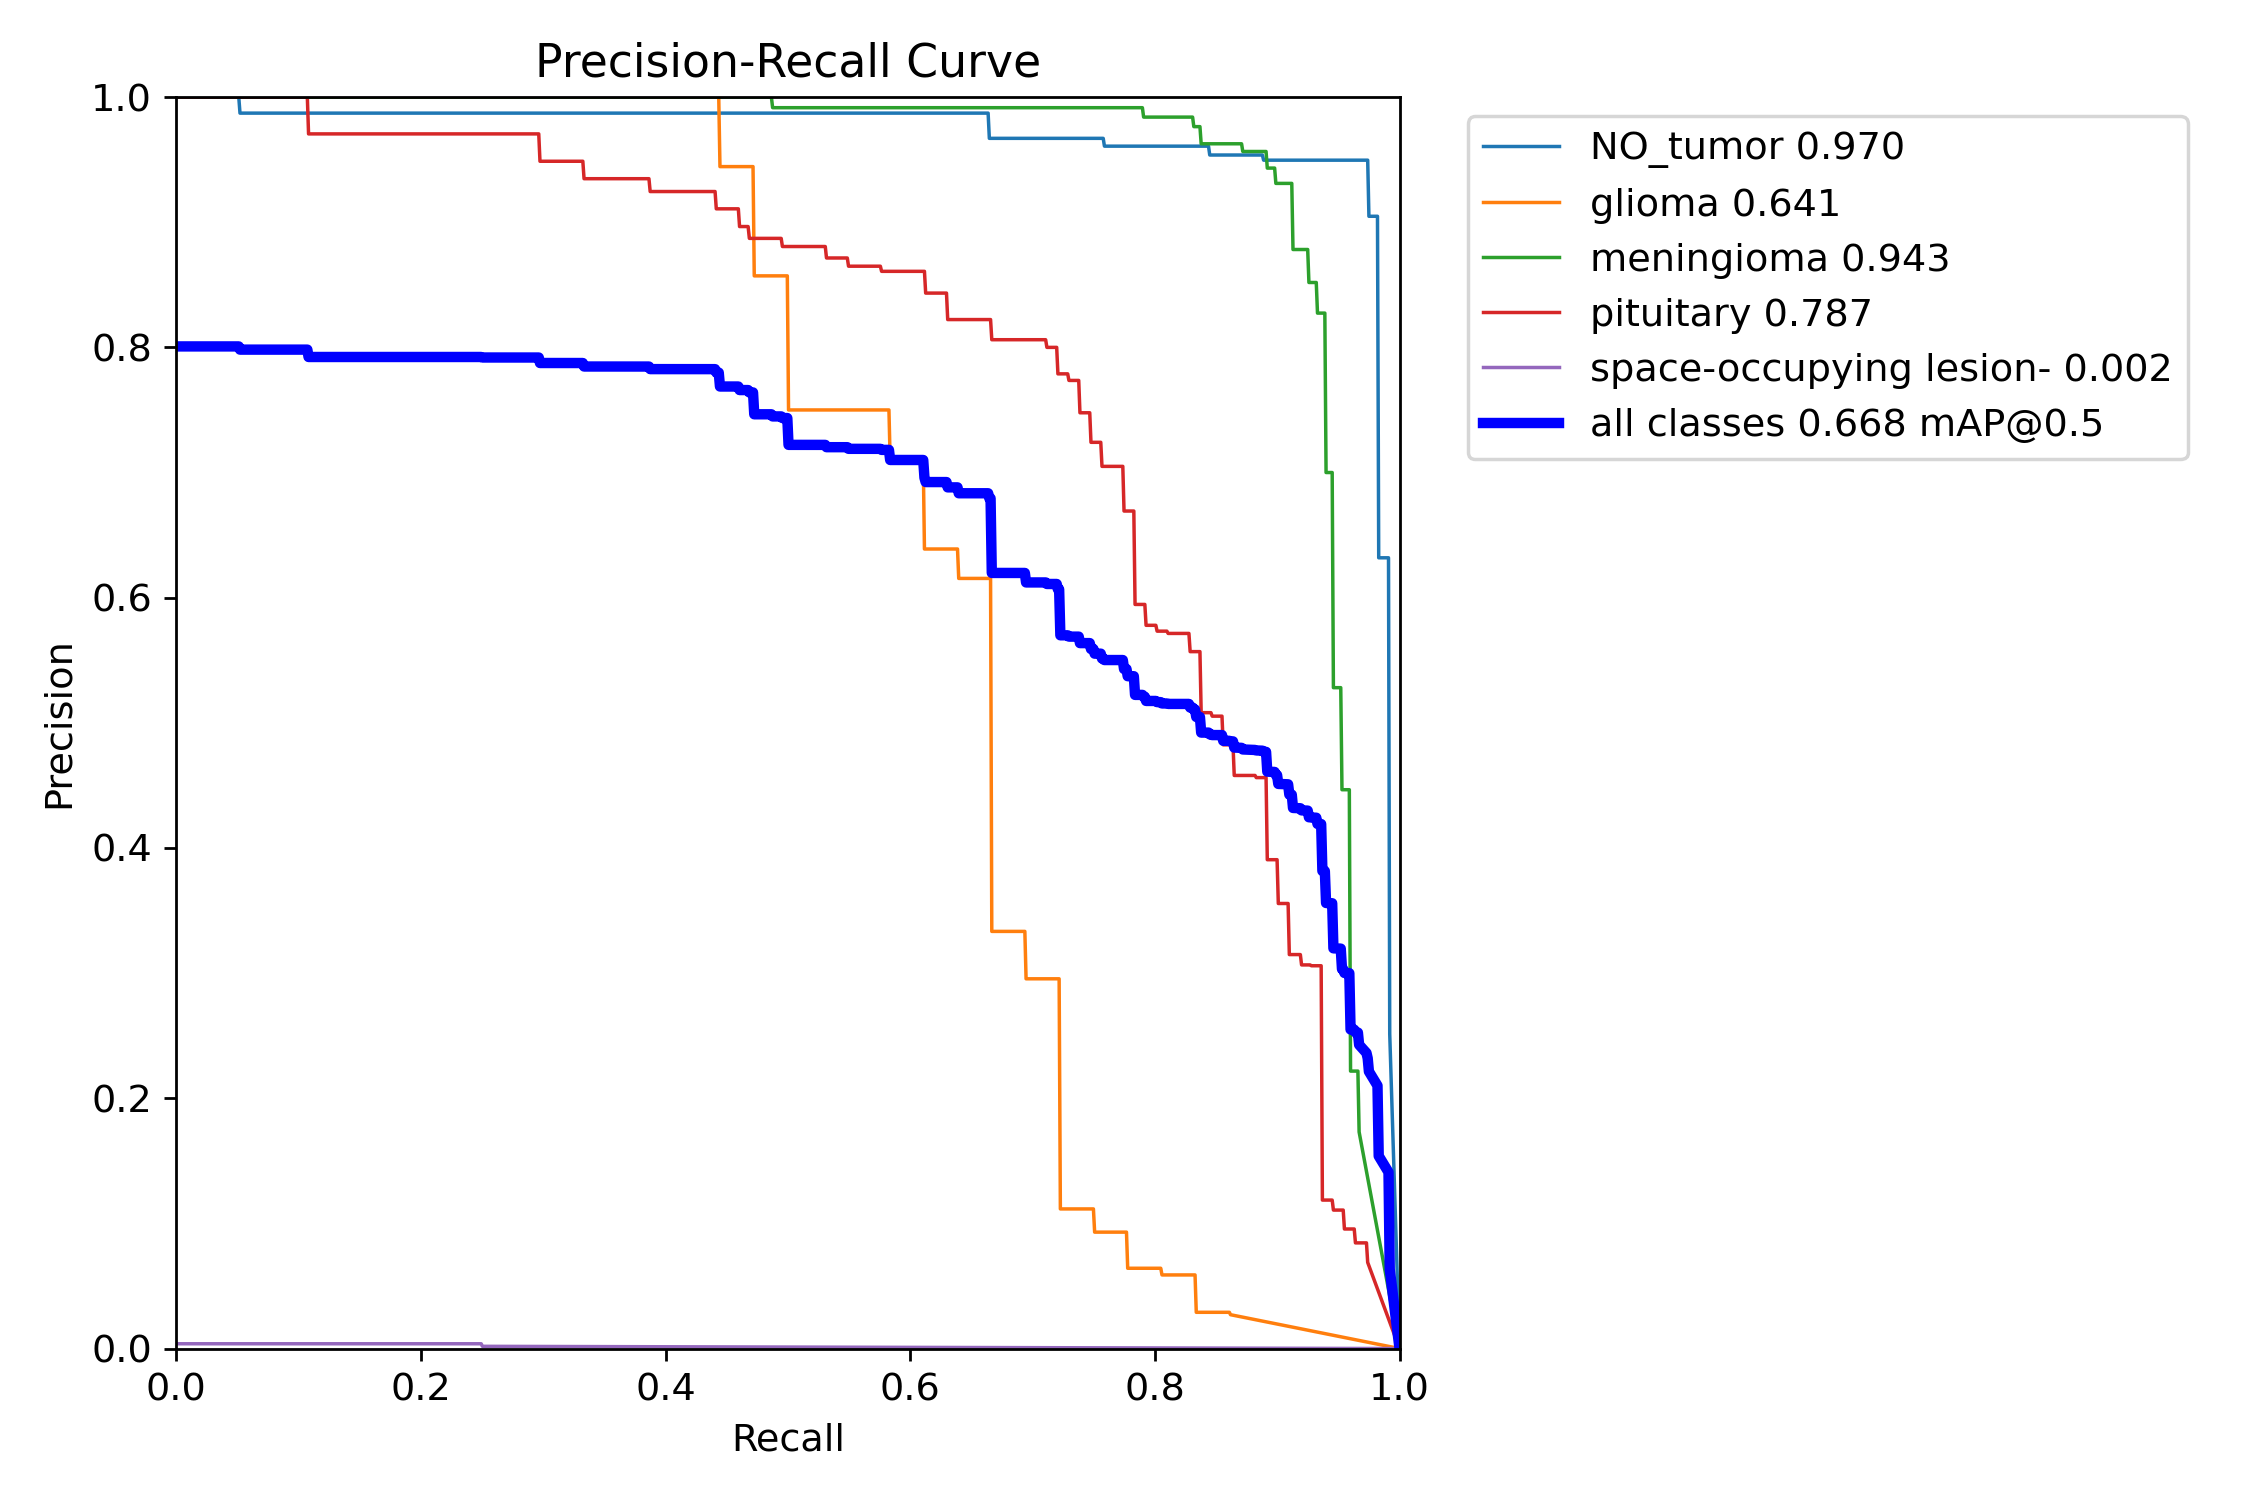 Precision-Recall Curve
1.0
0.8
0.6
0.4
0.2
0.0
Precision
0.0 0.2 0.4 0.6 0.8 1.0
Recall
NO_tumor 0.970
glioma 0.641
meningioma 0.943
pituitary 0.787
space-occupying lesion- 0.002
all classes 0.668 mAP@0.5